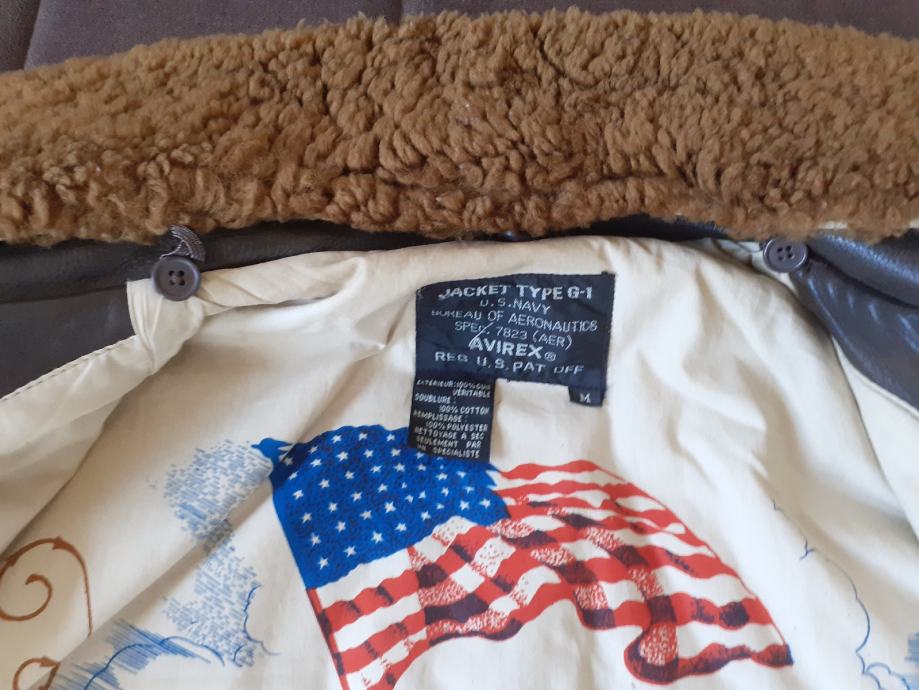 JACKET TYPE G-1
U.S. NAVY
BUREAU OF AERONAUTICS
SPEC. 7823 (AER)
AVIREX®
REG U.S. PAT OFF
M
EXTERIEUR: 100% CUIR
VERITABLE
DOUBLURE:
100% COTTON
REMPLISSAGE:
100% POLYESTER
NETTOYAGE A SEC
SEULEMENT PAR
UN SPECIALISTE